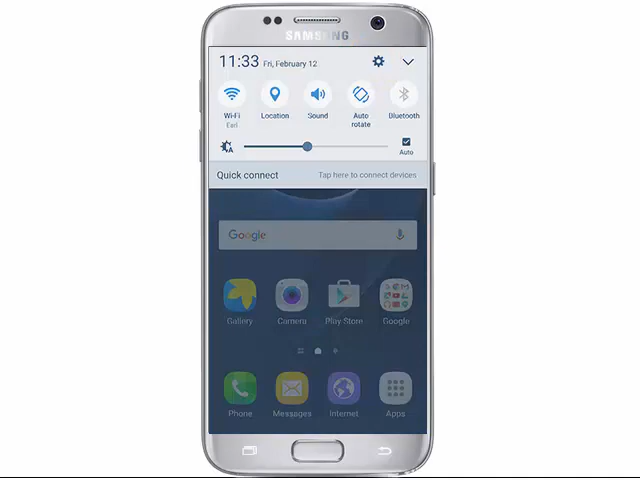 SAMSUNG
11:33 Fri, February 12
Wi-Fi Location Sound Auto rotate Bluetooth
Auto
Quick connect Tap here to connect devices
Google
Gallery Camera Play Store Google
Phone Messages Internet Apps